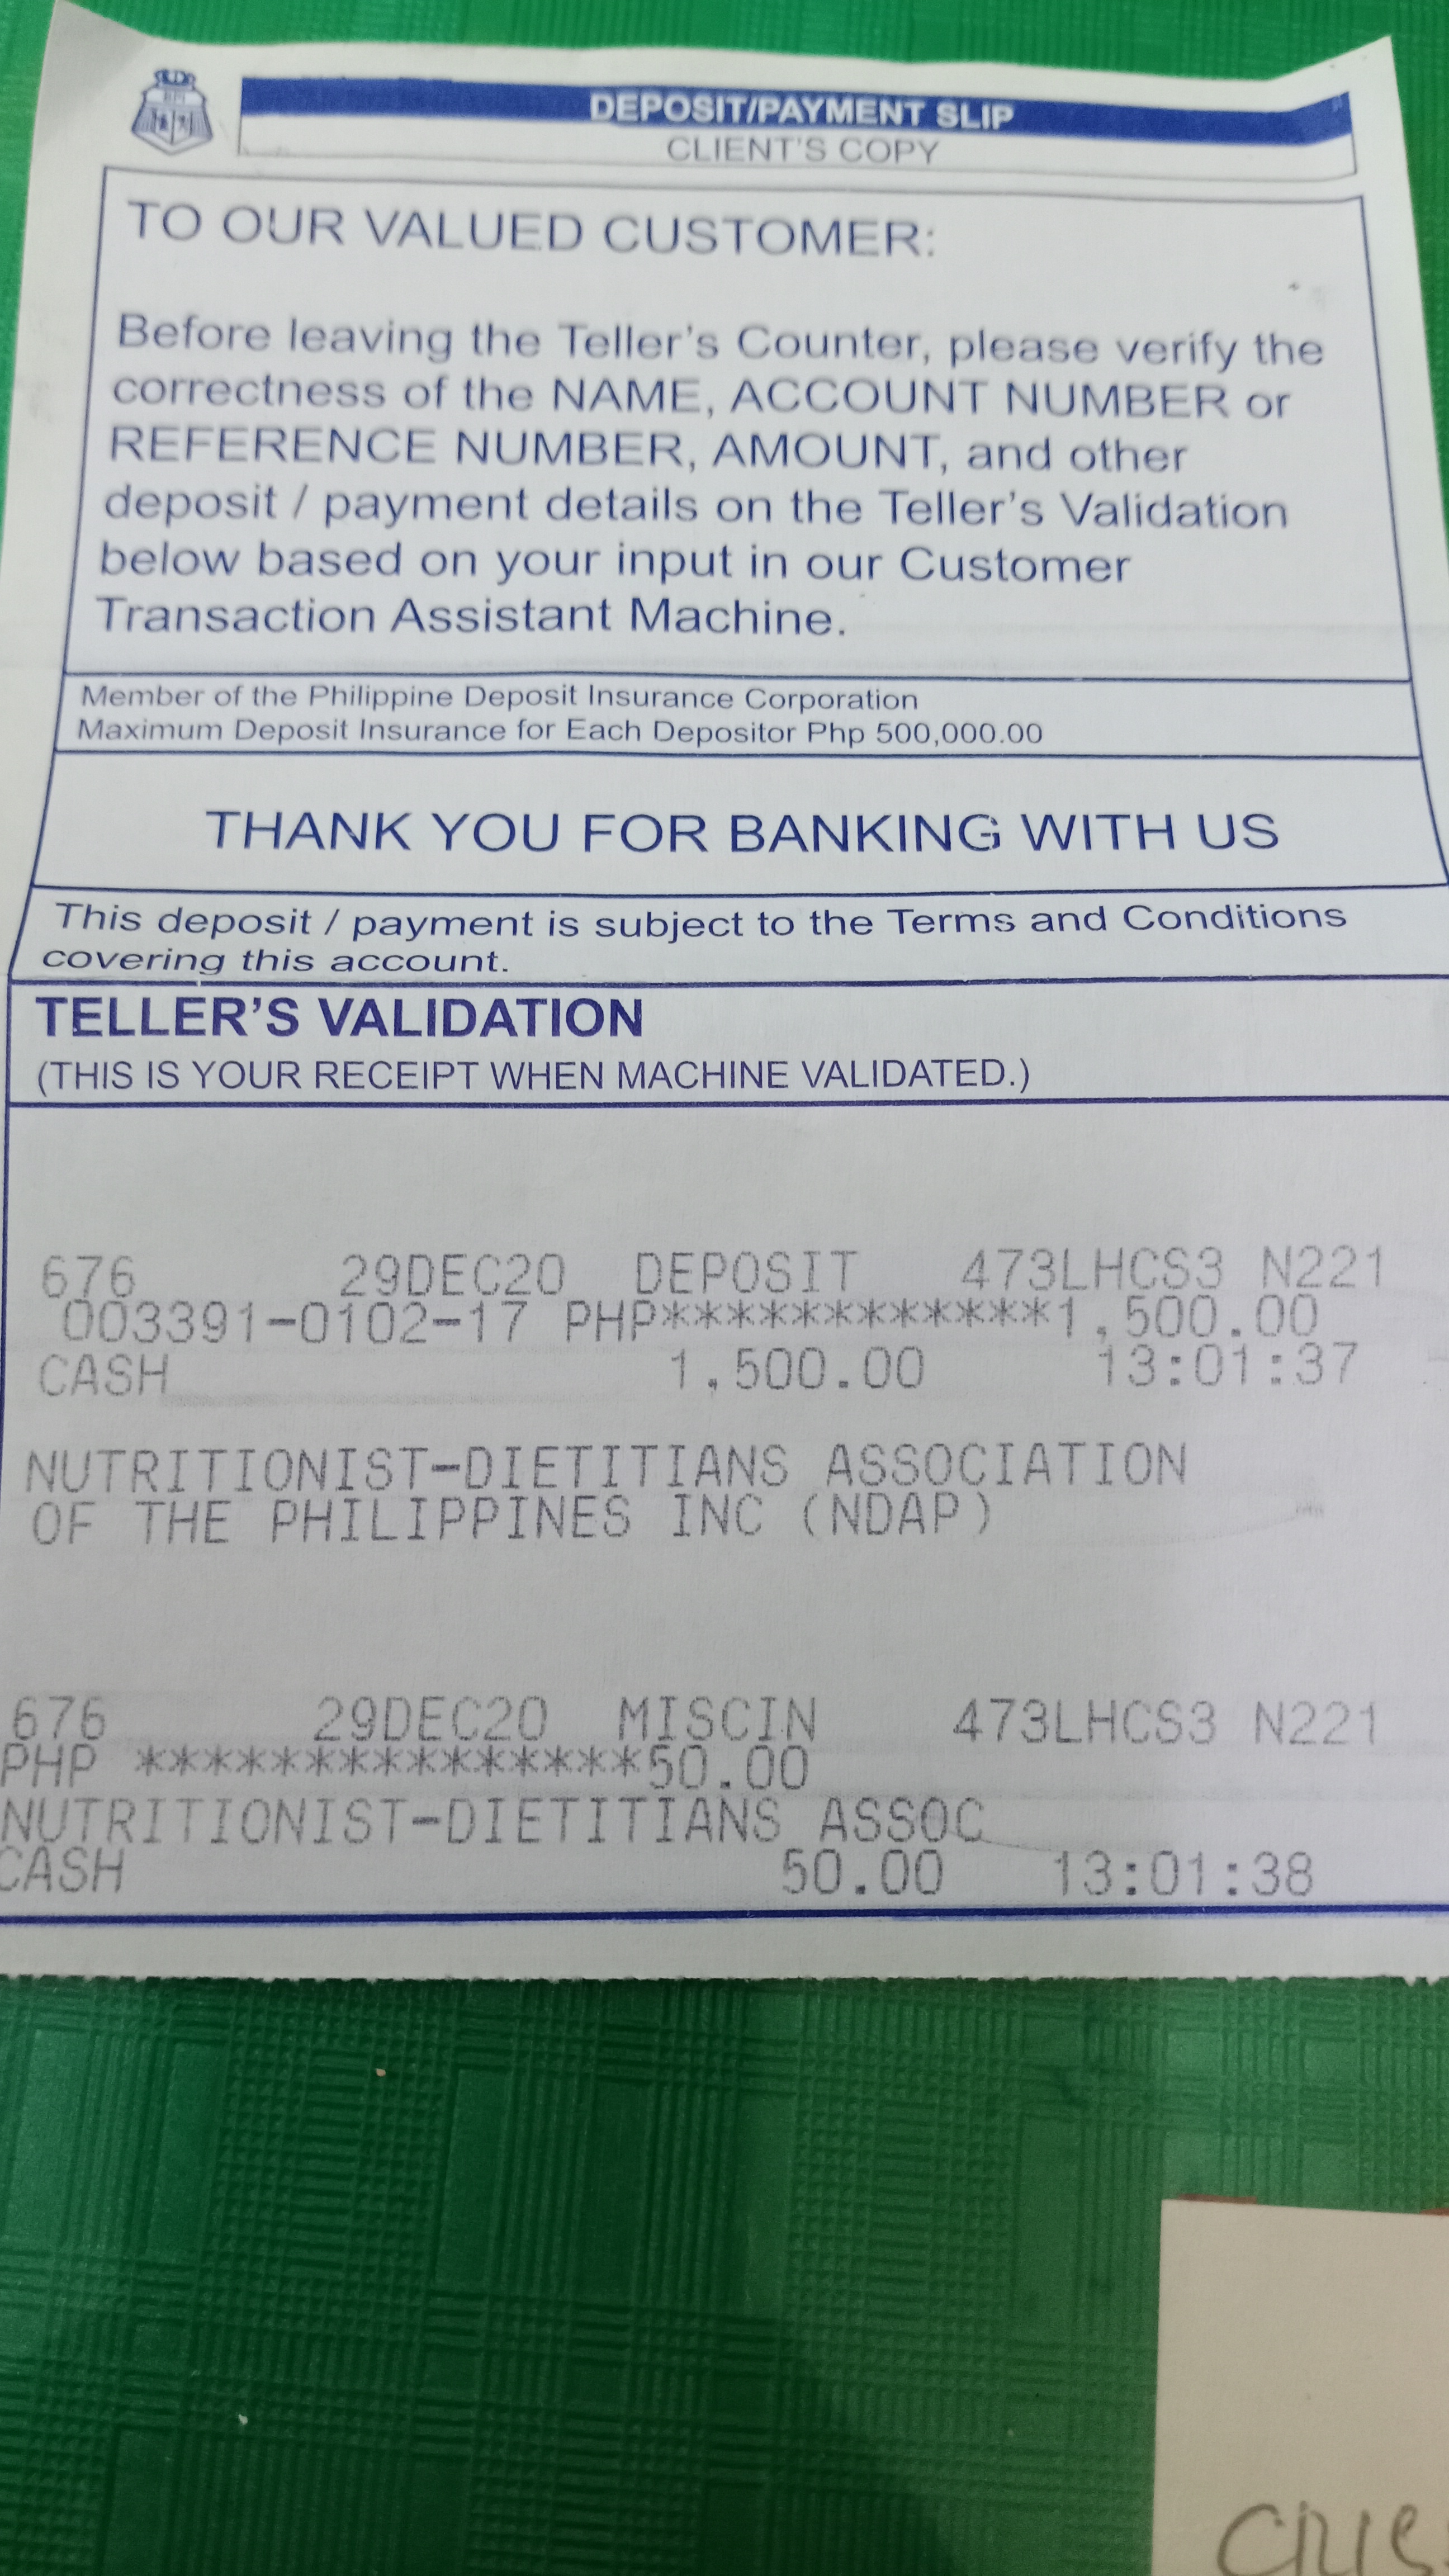 DEPOSIT/PAYMENT SLIP
CLIENT'S COPY
TO OUR VALUED CUSTOMER:
Before leaving the Teller's Counter, please verify the
correctness of the NAME, ACCOUNT NUMBER or
REFERENCE NUMBER, AMOUNT, and other
deposit / payment details on the Teller's Validation
below based on your input in our Customer
Transaction Assistant Machine.
Member of the Philippine Deposit Insurance Corporation
Maximum Deposit Insurance for Each Depositor Php 500,000.00
THANK YOU FOR BANKING WITH US
This deposit / payment is subject to the Terms and Conditions
covering this account.
TELLER'S VALIDATION
(THIS IS YOUR RECEIPT WHEN MACHINE VALIDATED.)
676 29DEC20 DEPOSIT 473LHCS3 N221
003391-0102-17 PHP*************1,500.00
CASH 1,500.00 13:01:37
NUTRITIONIST-DIETITIANS ASSOCIATION
OF THE PHILIPPINES INC (NDAP)
676 29DEC20 MISCIN 473LHCS3 N221
PHP ***************50.00
NUTRITIONIST-DIETITIANS ASSOC
CASH 50.00 13:01:38